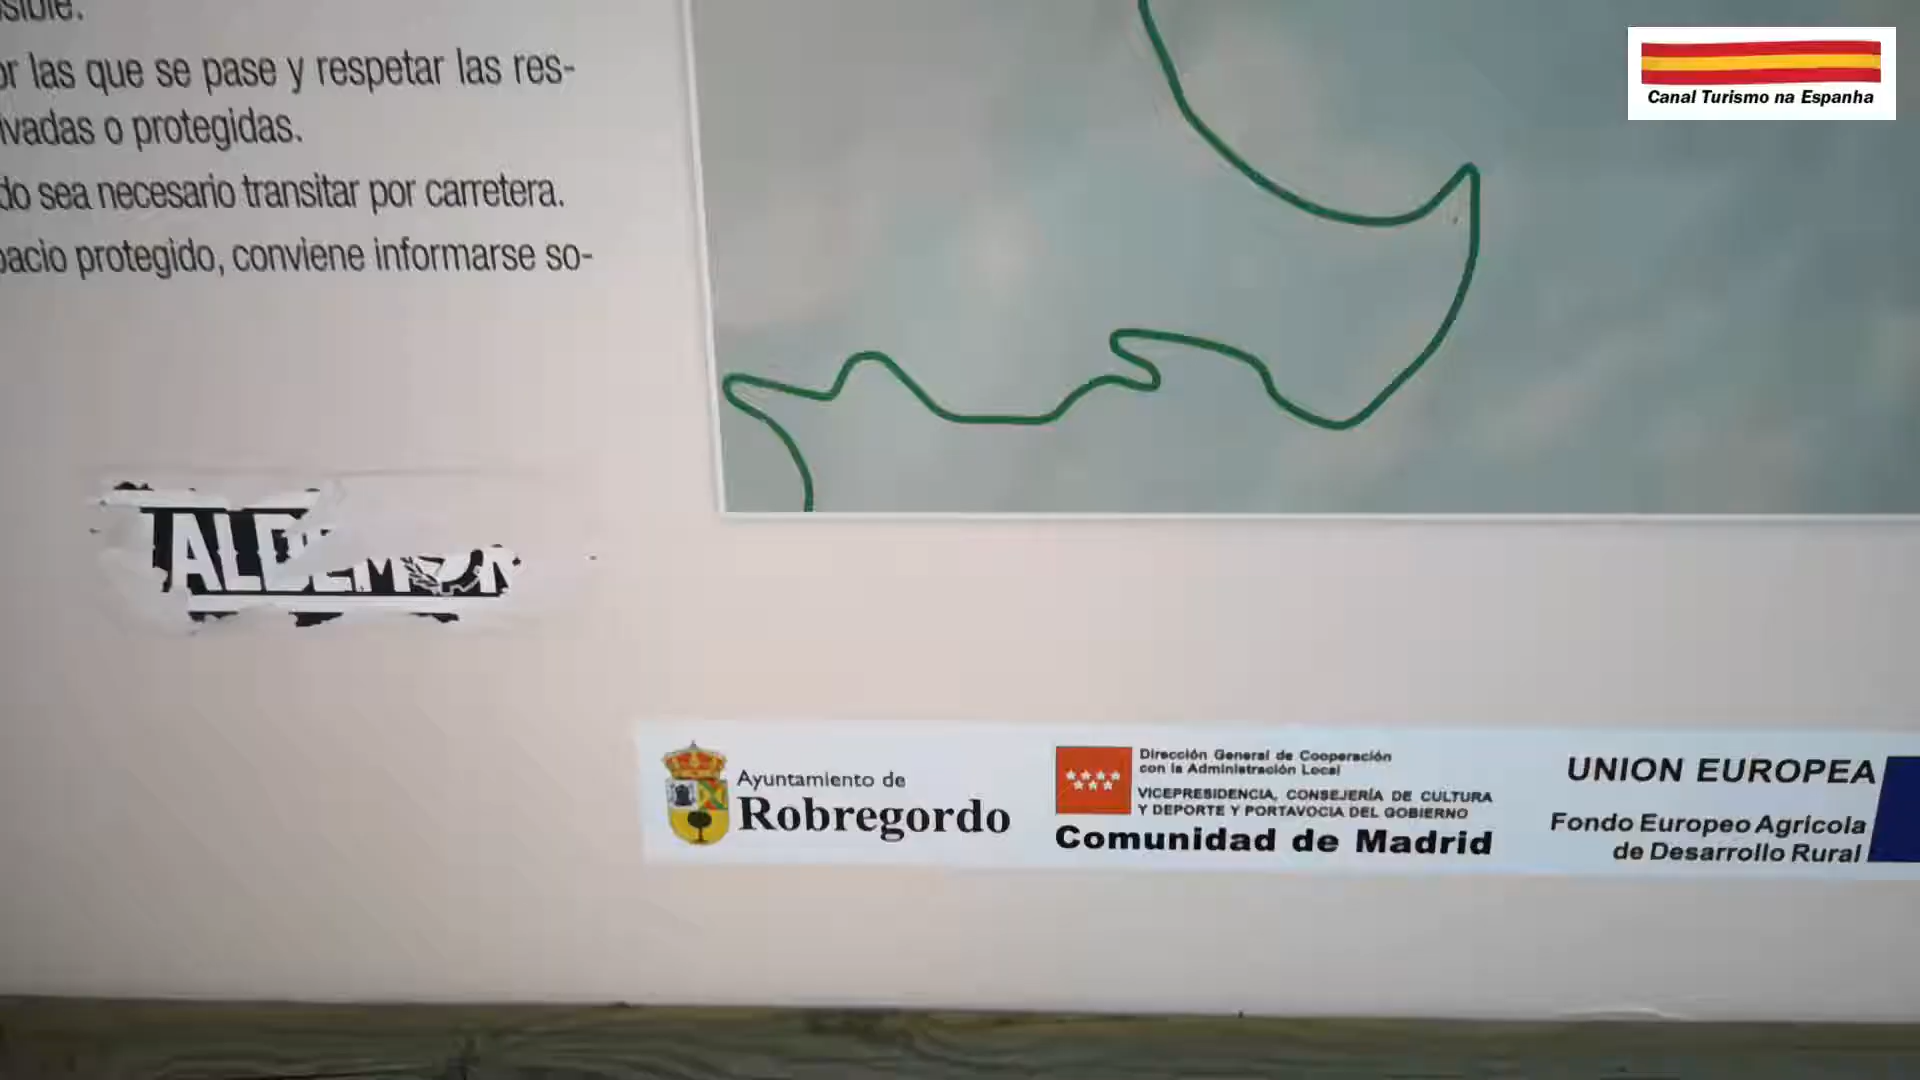 or las que se pase y respetar las res-
vadas o protegidas.
do sea necesario transitar por carretera.
protegido, conviene informarse so-
Canal Turismo na Espanha
Ayuntamiento de
Robregordo
Dirección General de Cooperación
con la Administración Local
VICEPRESIDENCIA, CONSEJERÍA DE CULTURA
Y DEPORTE Y PORTAVOCIA DEL GOBIERNO
Comunidad de Madrid
UNION EUROPEA
Fondo Europeo Agrícola
de Desarrollo Rural